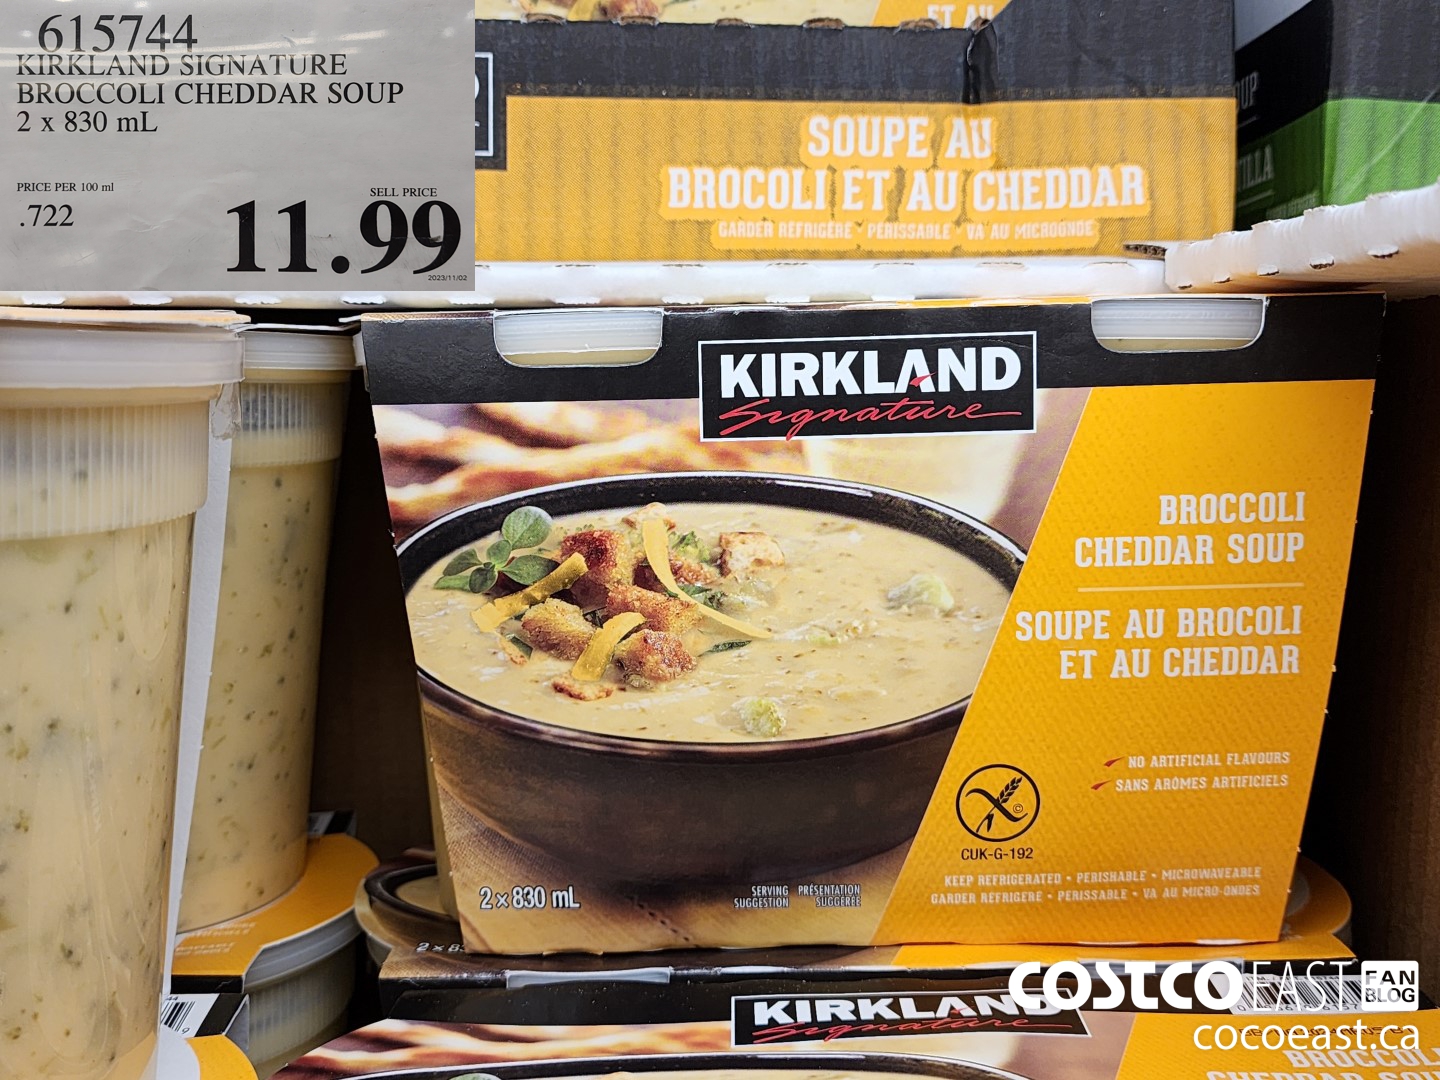 615744
KIRKLAND SIGNATURE
BROCCOLI CHEDDAR SOUP
2 x 830 mL
PRICE PER 100 ml
.722
SELL PRICE
11.99
2023/11/02
ET AU
SOUPE AU
BROCOLI ET AU CHEDDAR
GARDER RÉFRIGÉRÉ • PÉRISSABLE • VA AU MICROONDE
KIRKLAND
Signature
BROCCOLI
CHEDDAR SOUP
SOUPE AU BROCOLI
ET AU CHEDDAR
NO ARTIFICIAL FLAVOURS
SANS ARÔMES ARTIFICIELS
CUK-G-192
KEEP REFRIGERATED • PERISHABLE • MICROWAVEABLE
GARDER RÉFRIGÉRÉ • PÉRISSABLE • VA AU MICRO-ONDES
2 x 830 mL
SERVING
SUGGESTION
PRÉSENTATION
SUGGÉRÉE
KIRKLAND
Signature
COSTCO EAST FAN BLOG
cocoeast.ca